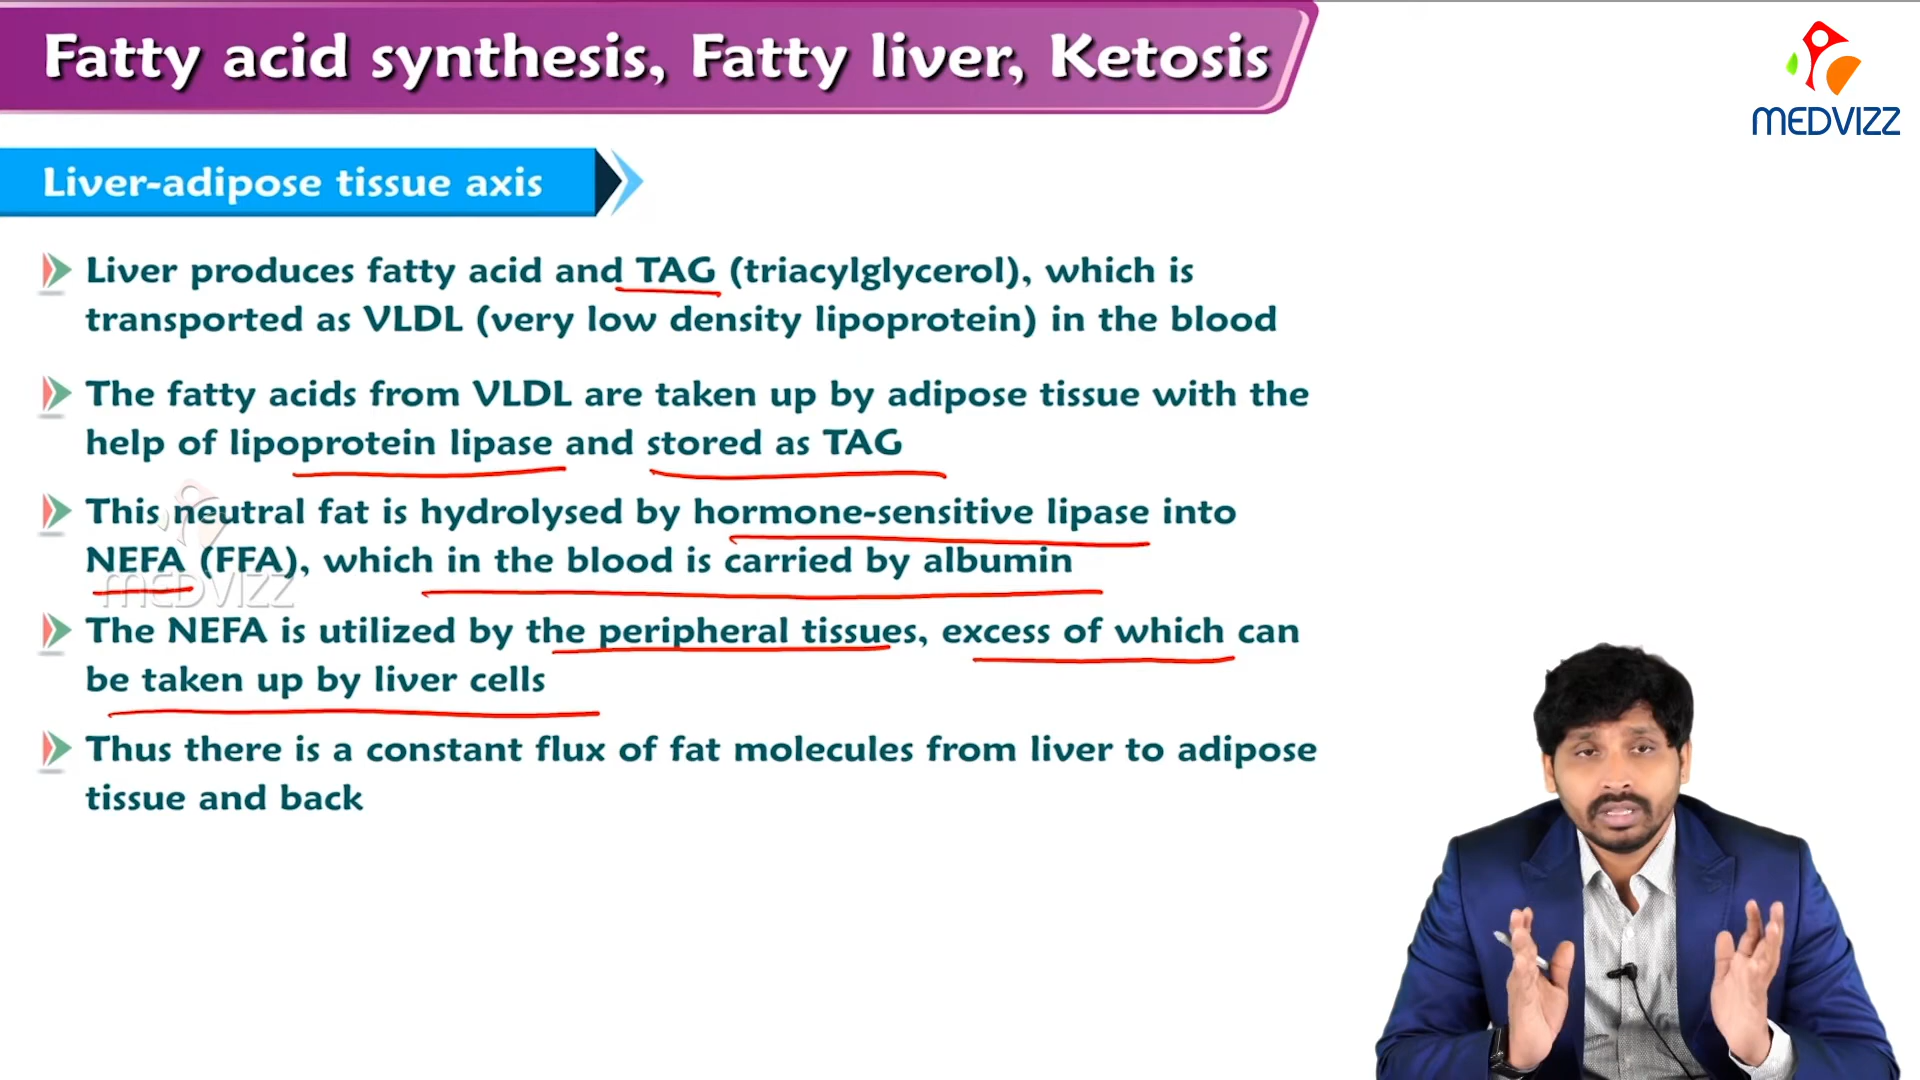 Fatty acid synthesis, Fatty liver, Ketosis
MEDVIZZ
Liver-adipose tissue axis
Liver produces fatty acid and TAG (triacylglycerol), which is
transported as VLDL (very low density lipoprotein) in the blood
The fatty acids from VLDL are taken up by adipose tissue with the
help of lipoprotein lipase and stored as TAG
This neutral fat is hydrolysed by hormone-sensitive lipase into
NEFA (FFA), which in the blood is carried by albumin
MEDVIZZ
The NEFA is utilized by the peripheral tissues, excess of which can
be taken up by liver cells
Thus there is a constant flux of fat molecules from liver to adipose
tissue and back